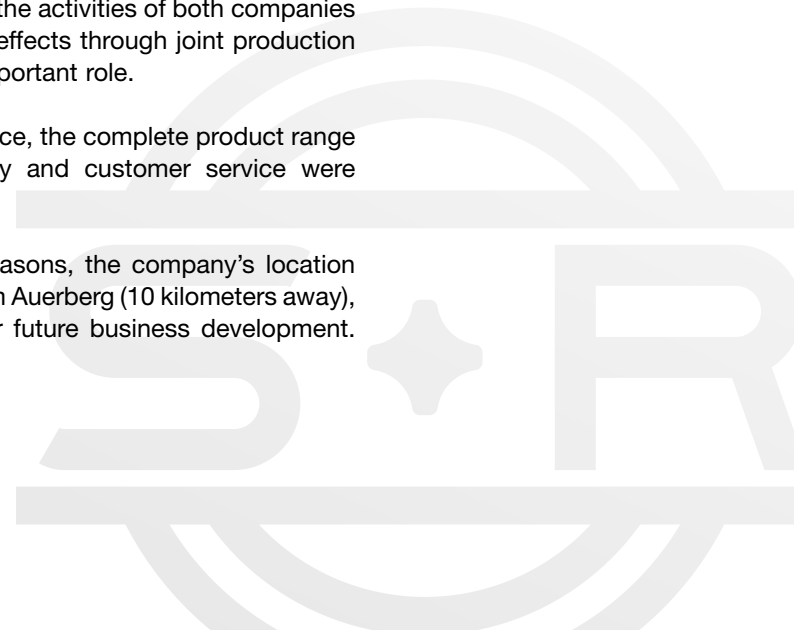 the activities of both companies
effects through joint production
portant role.
ce, the complete product range
y and customer service were
asons, the company's location
n Auerberg (10 kilometers away),
r future business development.
S R